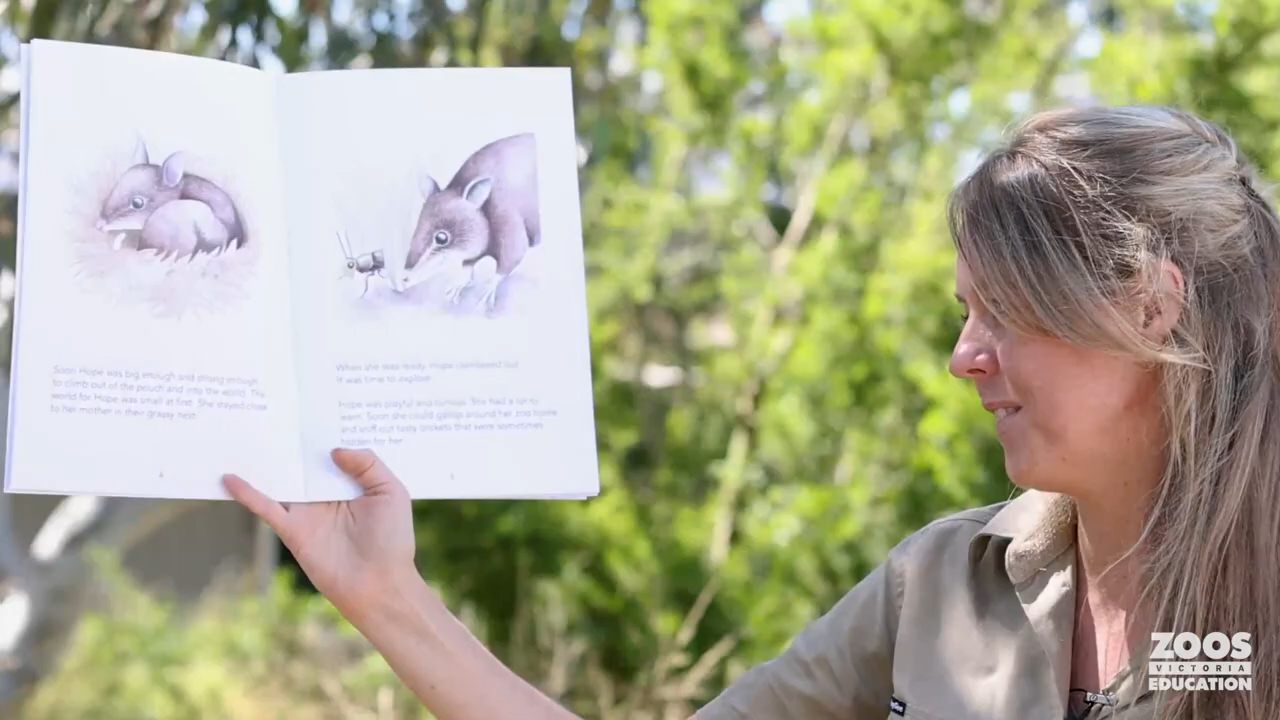 Soon Hope was big enough and strong enough
to climb out of the pouch and into the world. The
world for Hope was small at first. She stayed close
to her mother in their grassy nest.
When she was ready, Hope clambered out.
It was time to explore!
Hope was playful and curious. She had a lot to
learn. Soon she could gallop around her zoo home
and sniff out tasty crickets that were sometimes
hidden for her.
ZOOS
VICTORIA
EDUCATION